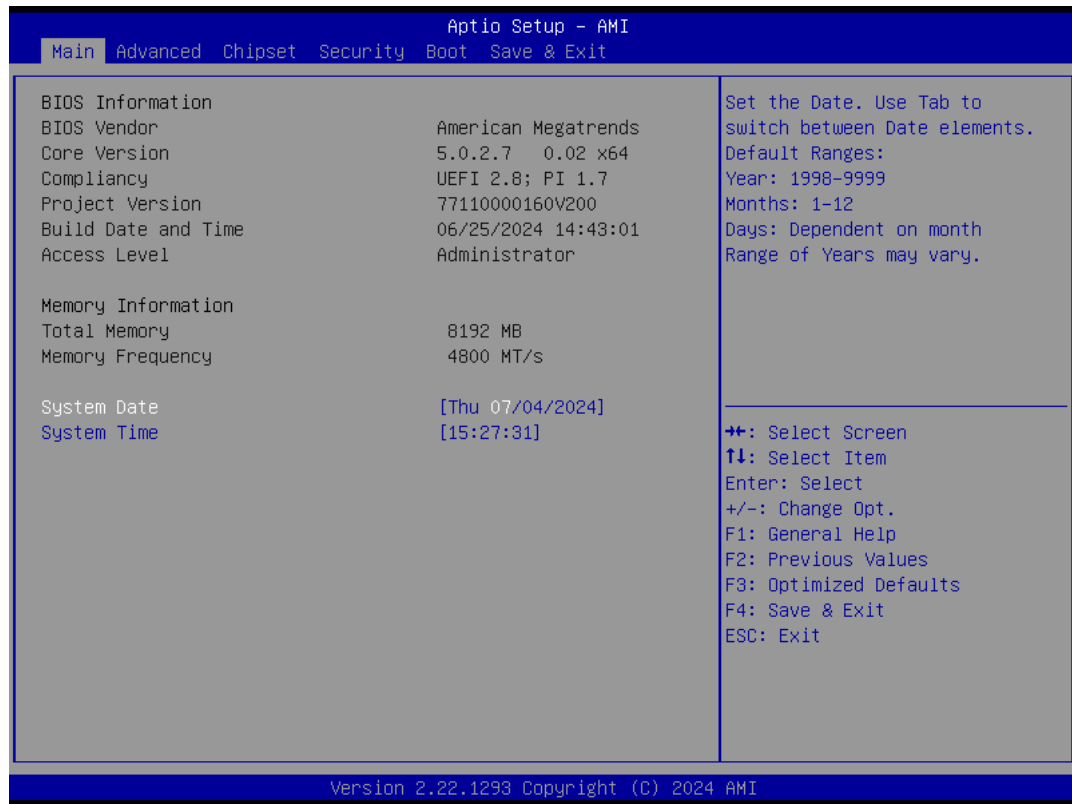 Aptio Setup – AMI
Main Advanced Chipset Security Boot Save & Exit
BIOS Information
BIOS Vendor American Megatrends
Core Version 5.0.2.7 0.02 x64
Compliancy UEFI 2.8; PI 1.7
Project Version 77110000160V200
Build Date and Time 06/25/2024 14:43:01
Access Level Administrator
Memory Information
Total Memory 8192 MB
Memory Frequency 4800 MT/s
System Date [Thu 07/04/2024]
System Time [15:27:31]
Set the Date. Use Tab to
switch between Date elements.
Default Ranges:
Year: 1998-9999
Months: 1-12
Days: Dependent on month
Range of Years may vary.
→←: Select Screen
↑↓: Select Item
Enter: Select
+/-: Change Opt.
F1: General Help
F2: Previous Values
F3: Optimized Defaults
F4: Save & Exit
ESC: Exit
Version 2.22.1293 Copyright (C) 2024 AMI